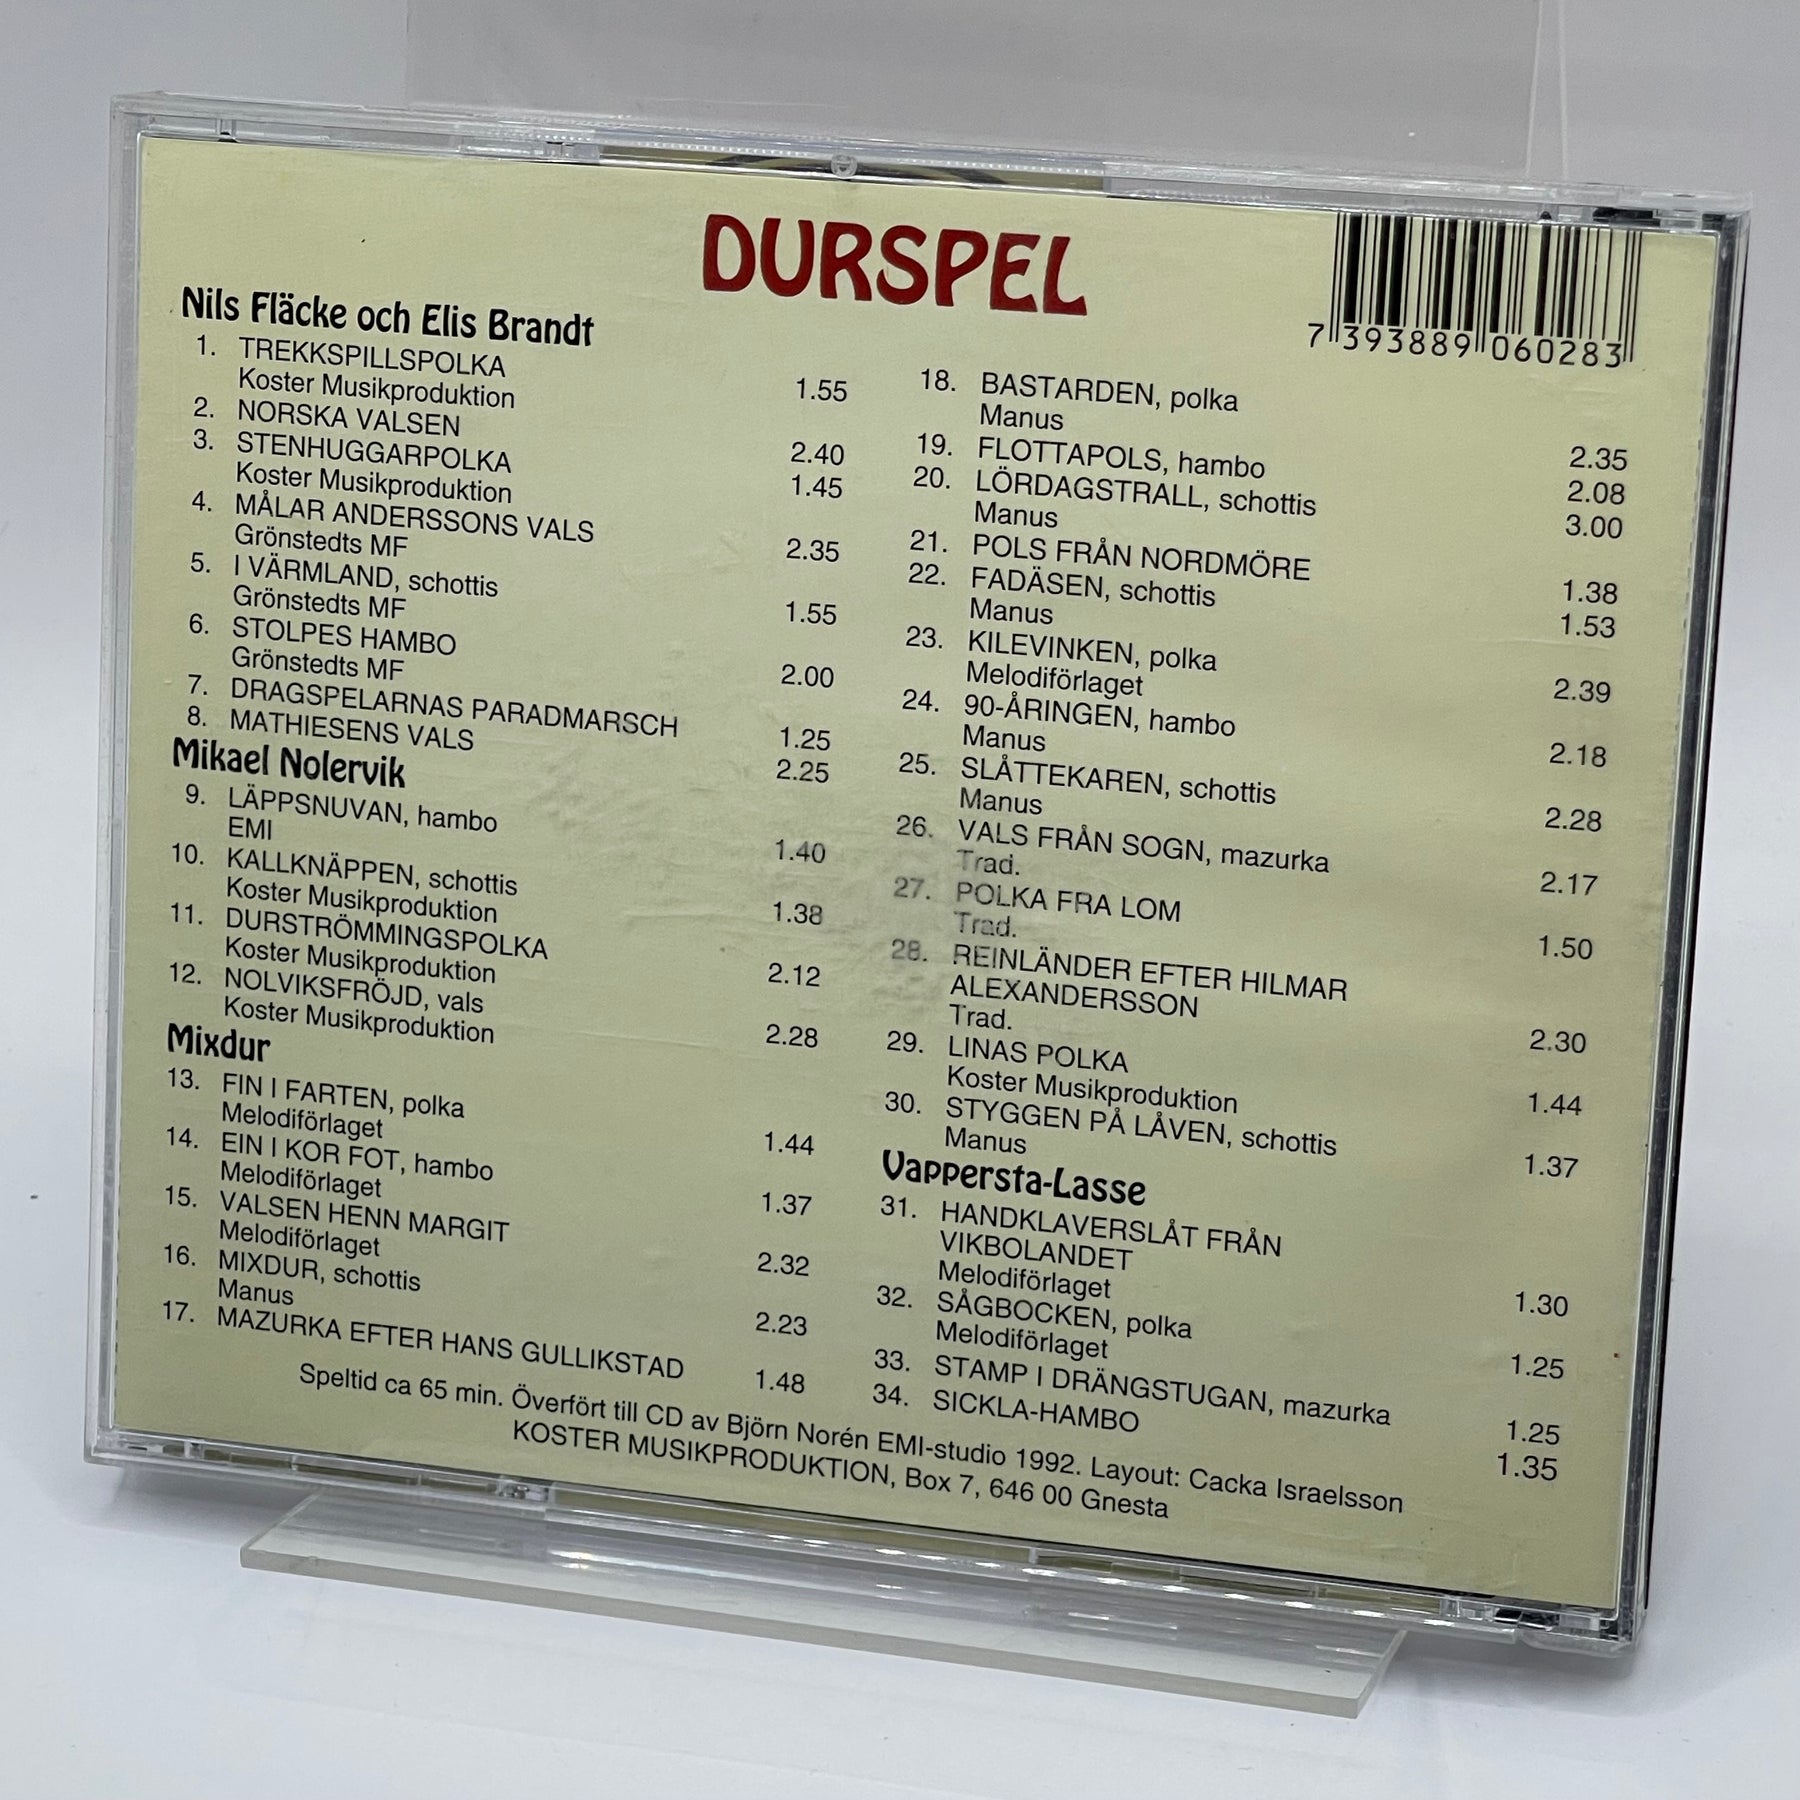 DURSPEL
7 393889 060283
Nils Fläcke och Elis Brandt
1. TREKKSPILLSPOLKA
Koster Musikproduktion 1.55
2. NORSKA VALSEN 2.40
3. STENHUGGARPOLKA
Koster Musikproduktion 1.45
4. MÅLAR ANDERSSONS VALS
Grönstedts MF 2.35
5. I VÄRMLAND, schottis
Grönstedts MF 1.55
6. STOLPES HAMBO
Grönstedts MF 2.00
7. DRAGSPELARNAS PARADMARSCH 1.25
8. MATHIESENS VALS 2.25
Mikael Nolervik
9. LÄPPSNUVAN, hambo
EMI 1.40
10. KALLKNÄPPEN, schottis
Koster Musikproduktion 1.38
11. DURSTRÖMMINGSPOLKA
Koster Musikproduktion 2.12
12. NOLVIKSFRÖJD, vals
Koster Musikproduktion 2.28
Mixdur
13. FIN I FARTEN, polka
Melodiförlaget 1.44
14. EIN I KOR FOT, hambo
Melodiförlaget 1.37
15. VALSEN HENN MARGIT
Melodiförlaget 2.32
16. MIXDUR, schottis
Manus 2.23
17. MAZURKA EFTER HANS GULLIKSTAD 1.48
18. BASTARDEN, polka
Manus 2.35
19. FLOTTAPOLS, hambo 2.08
20. LÖRDAGSTRALL, schottis 3.00
Manus
21. POLS FRÅN NORDMÖRE 1.38
22. FADÄSEN, schottis 1.53
Manus
23. KILEVINKEN, polka
Melodiförlaget 2.39
24. 90-ÅRINGEN, hambo
Manus 2.18
25. SLÅTTEKAREN, schottis
Manus 2.28
26. VALS FRÅN SOGN, mazurka
Trad. 2.17
27. POLKA FRA LOM
Trad. 1.50
28. REINLÄNDER EFTER HILMAR
ALEXANDERSSON
Trad. 2.30
29. LINAS POLKA
Koster Musikproduktion 1.44
30. STYGGEN PÅ LÅVEN, schottis
Manus 1.37
Vappersta-Lasse
31. HANDKLAVERSLÅT FRÅN
VIKBOLANDET
Melodiförlaget 1.30
32. SÅGBOCKEN, polka
Melodiförlaget 1.25
33. STAMP I DRÄNGSTUGAN, mazurka 1.25
34. SICKLA-HAMBO 1.35
Speltid ca 65 min. Överfört till CD av Björn Norén EMI-studio 1992. Layout: Cacka Israelsson
KOSTER MUSIKPRODUKTION, Box 7, 646 00 Gnesta